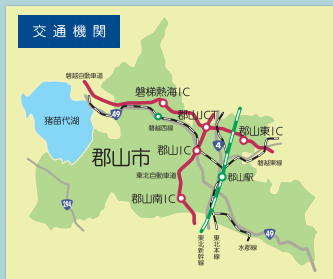 交通機関
磐越自動車道
磐梯熱海IC
49
猪苗代湖
磐越西線
郡山JCT
郡山東IC
4
郡山IC
磐越東線
郡山市
東北自動車道
郡山駅
郡山南IC
294
49
水郡線
東北本線
東北新幹線